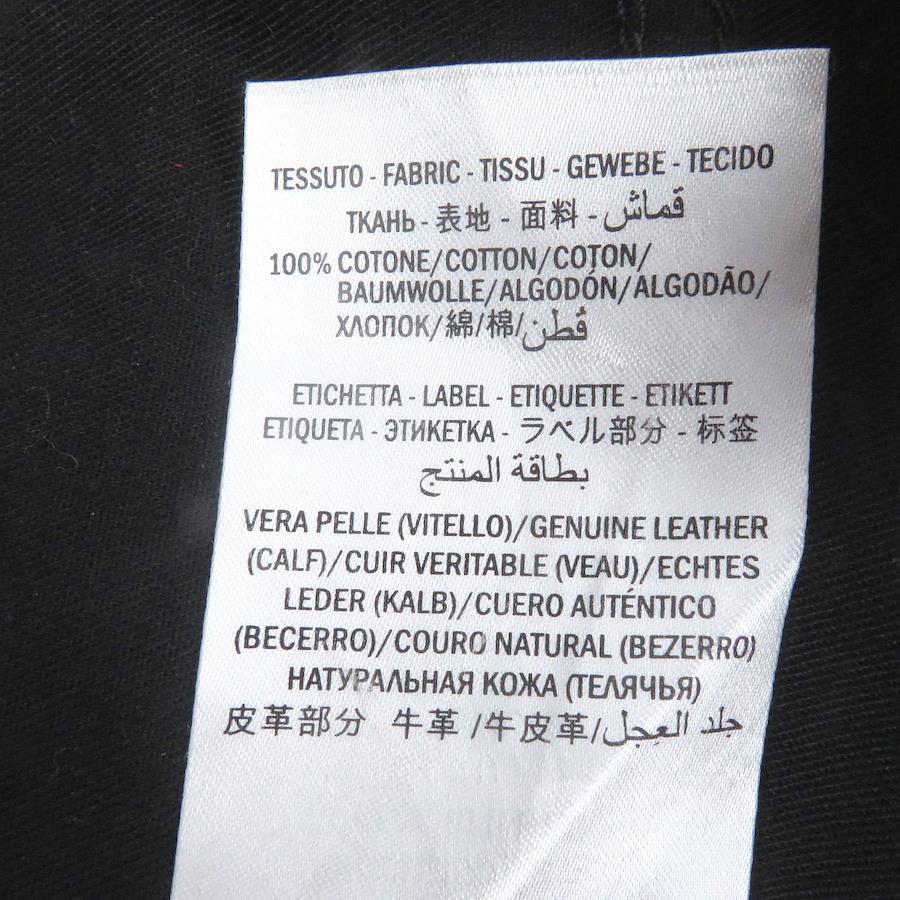 TESSUTO - FABRIC - TISSU - GEWEBE - TECIDO
ТКАНЬ - 表地 - 面料 - قماش
100% COTONE/COTTON/COTON/
BAUMWOLLE/ALGODÓN/ALGODÃO/
ХЛОПОК/綿/棉/قطن
ETICHETTA - LABEL - ETIQUETTE - ETIKETT
ETIQUETA - ЭТИКЕТКА - ラベル部分 - 标签
بطاقة المنتج
VERA PELLE (VITELLO)/GENUINE LEATHER
(CALF)/CUIR VERITABLE (VEAU)/ECHTES
LEDER (KALB)/CUERO AUTÉNTICO
(BECERRO)/COURO NATURAL (BEZERRO)
НАТУРАЛЬНАЯ КОЖА (ТЕЛЯЧЬЯ)
皮革部分 牛革 /牛皮革/جلد العجل